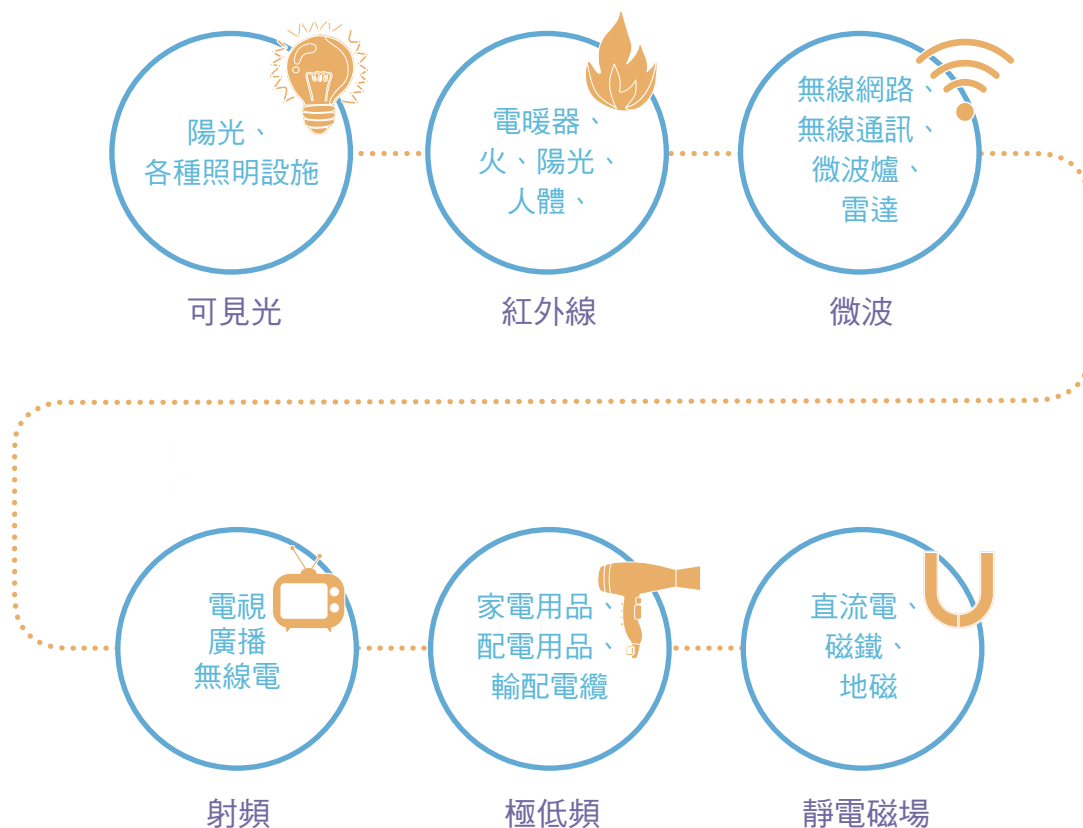 陽光、
各種照明設施
可見光
電暖器、
火、陽光、
人體、
紅外線
無線網路、
無線通訊、
微波爐、
雷達
微波
電視
廣播
無線電
射頻
家電用品、
配電用品、
輸配電纜
極低頻
直流電、
磁鐵、
地磁
靜電磁場